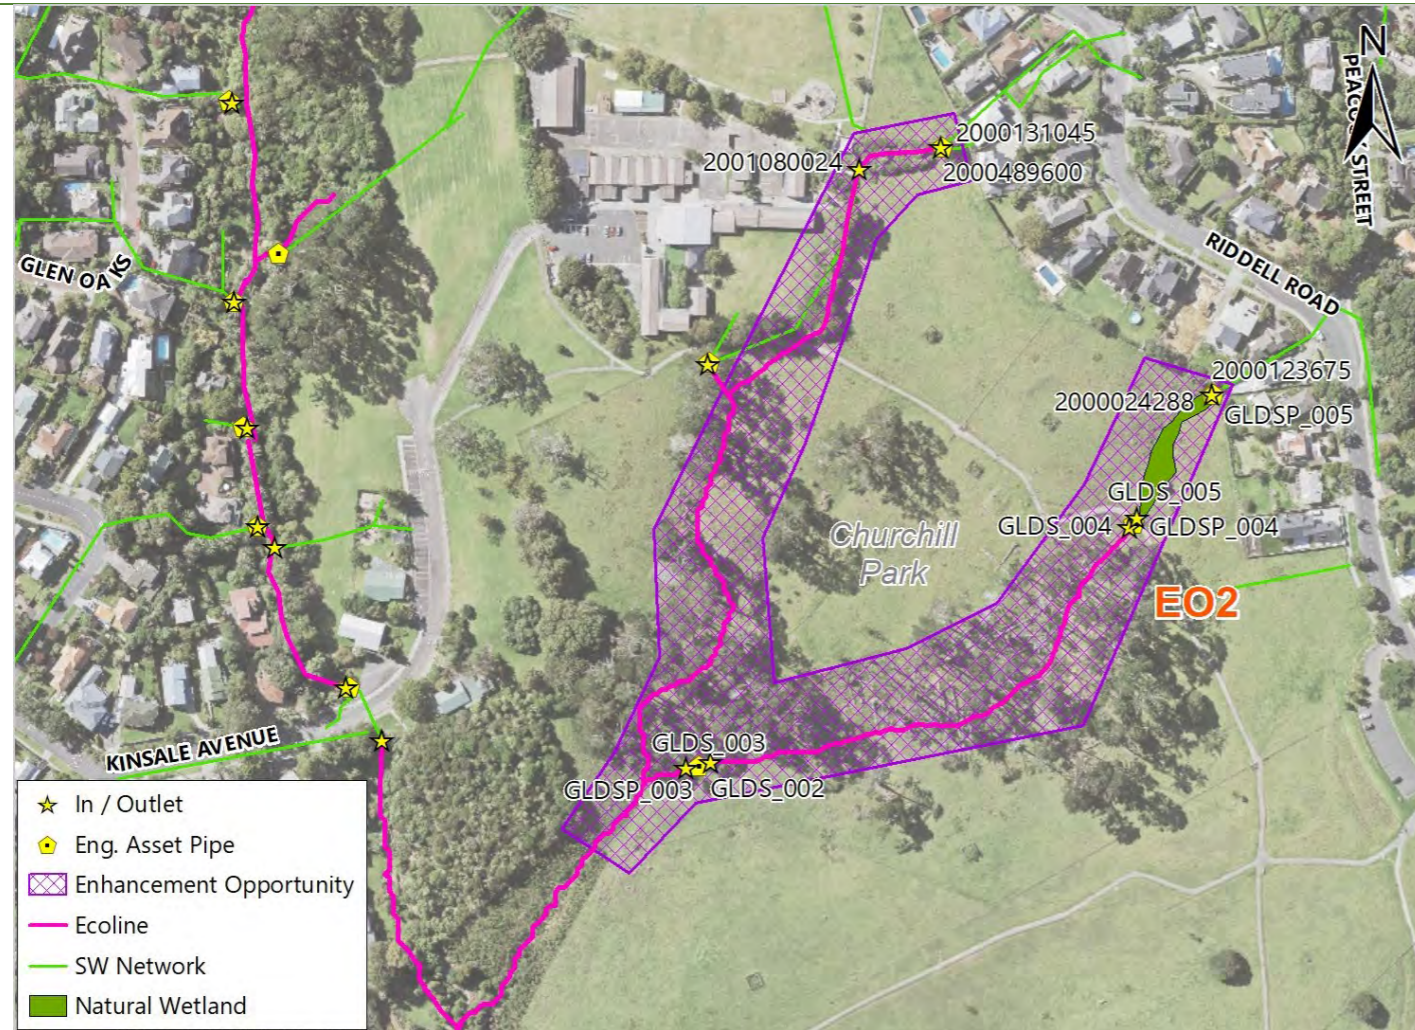 N
PEACOCK STREET
2000131045
2001080024
2000489600
RIDDELL ROAD
GLEN OAKS
2000123675
2000024288
GLDSP_005
GLDS_005
GLDS_004
GLDSP_004
Churchill
Park
EO2
KINSALE AVENUE
GLDS_003
GLDSP_003
GLDS_002
In / Outlet
Eng. Asset Pipe
Enhancement Opportunity
Ecoline
SW Network
Natural Wetland